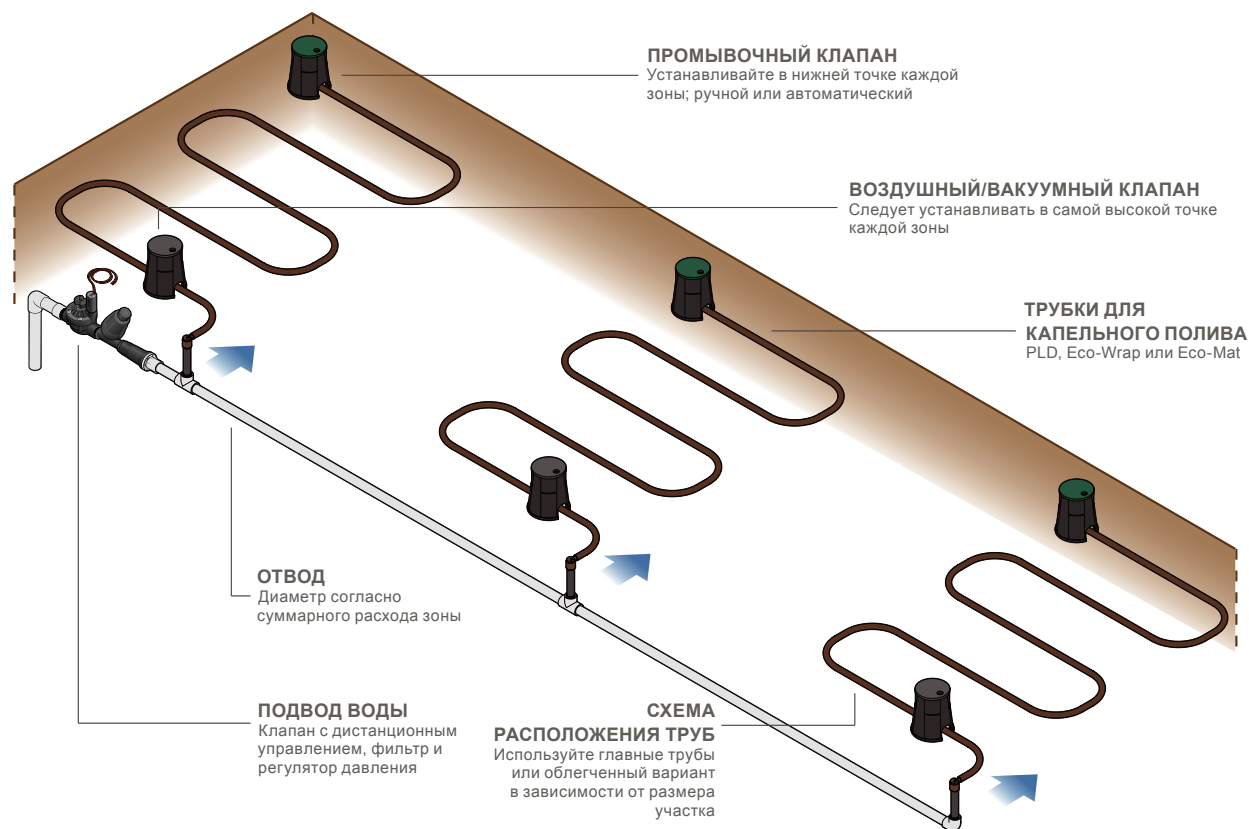 ПРОМЫВОЧНЫЙ КЛАПАН
Устанавливайте в нижней точке каждой
зоны; ручной или автоматический
ВОЗДУШНЫЙ/ВАКУУМНЫЙ КЛАПАН
Следует устанавливать в самой высокой точке
каждой зоны
ТРУБКИ ДЛЯ
КАПЕЛЬНОГО ПОЛИВА
PLD, Eco-Wrap или Eco-Mat
ОТВОД
Диаметр согласно
суммарного расхода зоны
ПОДВОД ВОДЫ
Клапан с дистанционным
управлением, фильтр и
регулятор давления
СХЕМА
РАСПОЛОЖЕНИЯ ТРУБ
Используйте главные трубы
или облегченный вариант
в зависимости от размера
участка